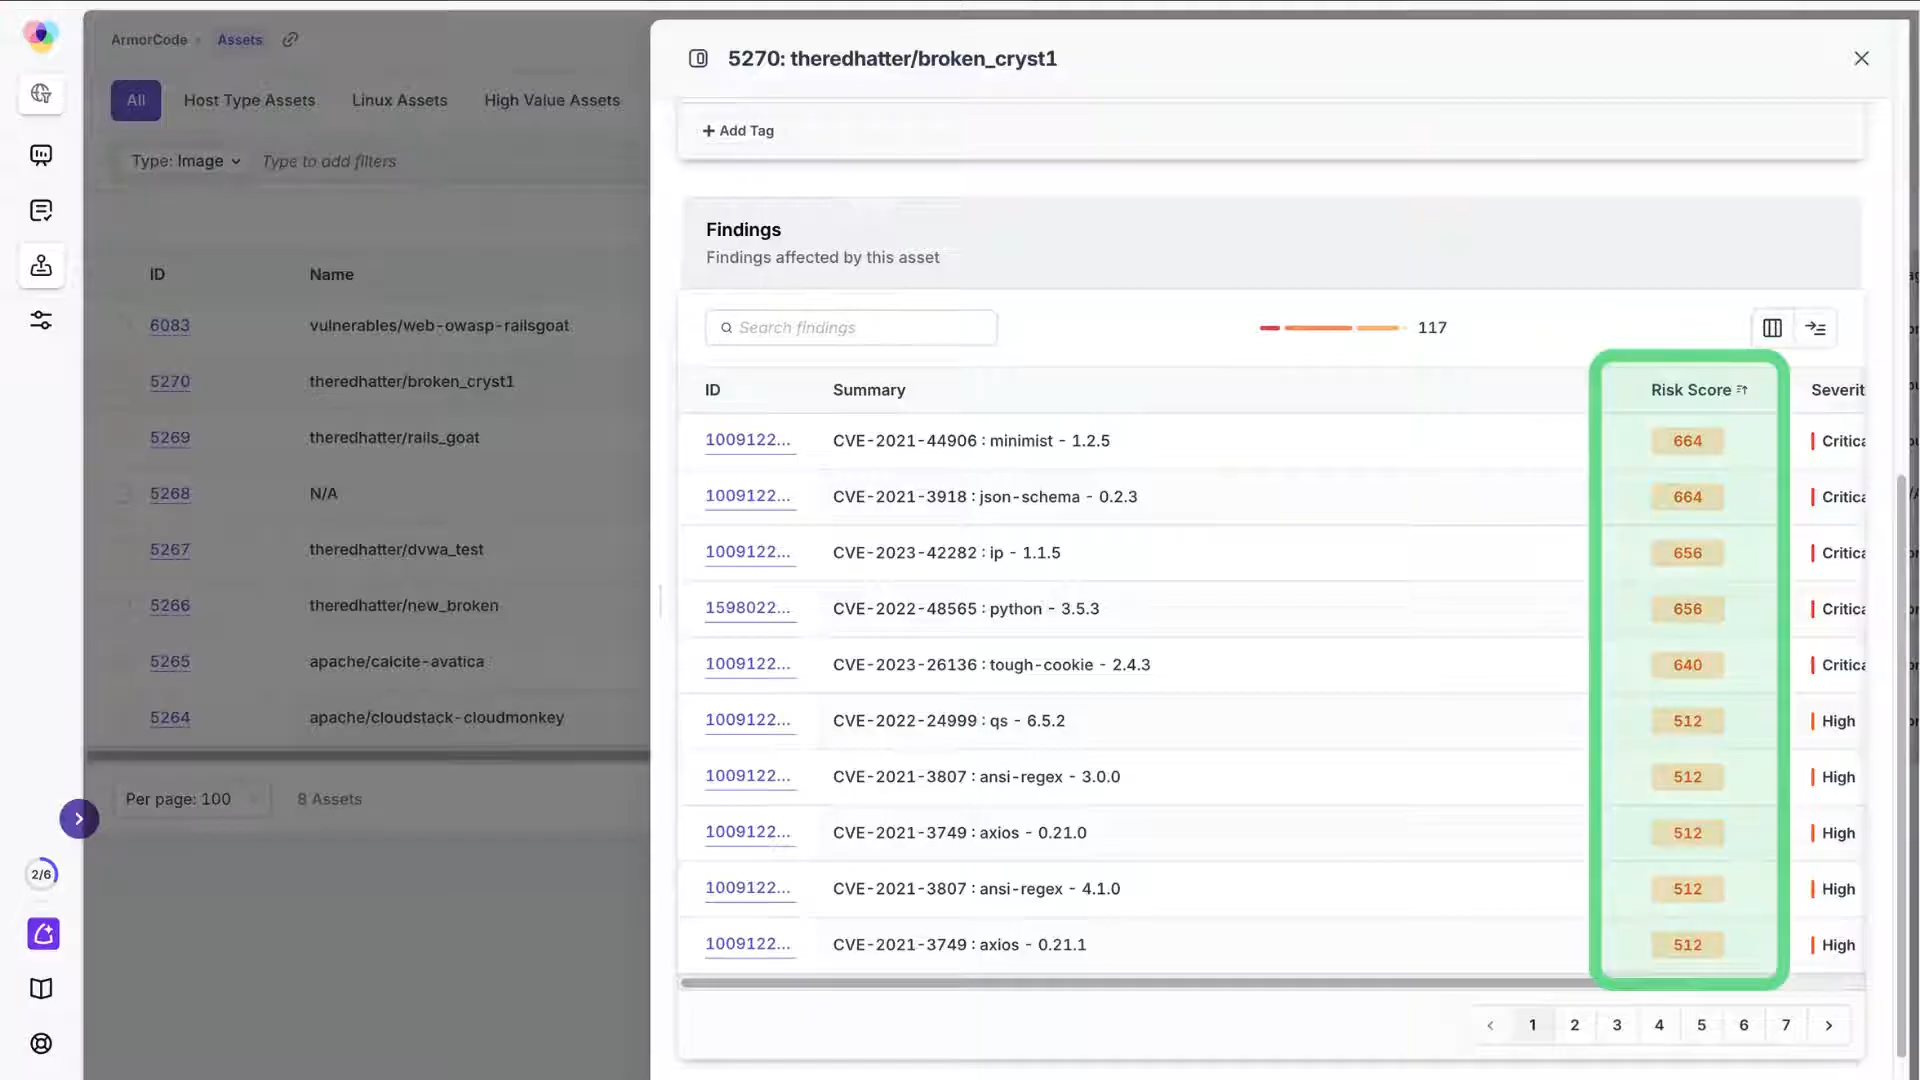 ArmorCode
Assets
All
Host Type Assets
Linux Assets
High Value Assets
Type: Image
Type to add filters
ID Name
6083 vulnerables/web-owasp-railsgoat
5270 theredhatter/broken_cryst1
5269 theredhatter/rails_goat
5268 N/A
5267 theredhatter/dvwa_test
5266 theredhatter/new_broken
5265 apache/calcite-avatica
5264 apache/cloudstack-cloudmonkey
Per page: 100
8 Assets
2/6
5270: theredhatter/broken_cryst1
+ Add Tag
Findings
Findings affected by this asset
Search findings
117
ID Summary Risk Score Severit
1009122... CVE-2021-44906 : minimist - 1.2.5 664 Critica
1009122... CVE-2021-3918 : json-schema - 0.2.3 664 Critica
1009122... CVE-2023-42282 : ip - 1.1.5 656 Critica
1598022... CVE-2022-48565 : python - 3.5.3 656 Critica
1009122... CVE-2023-26136 : tough-cookie - 2.4.3 640 Critica
1009122... CVE-2022-24999 : qs - 6.5.2 512 High
1009122... CVE-2021-3807 : ansi-regex - 3.0.0 512 High
1009122... CVE-2021-3749 : axios - 0.21.0 512 High
1009122... CVE-2021-3807 : ansi-regex - 4.1.0 512 High
1009122... CVE-2021-3749 : axios - 0.21.1 512 High
1 2 3 4 5 6 7